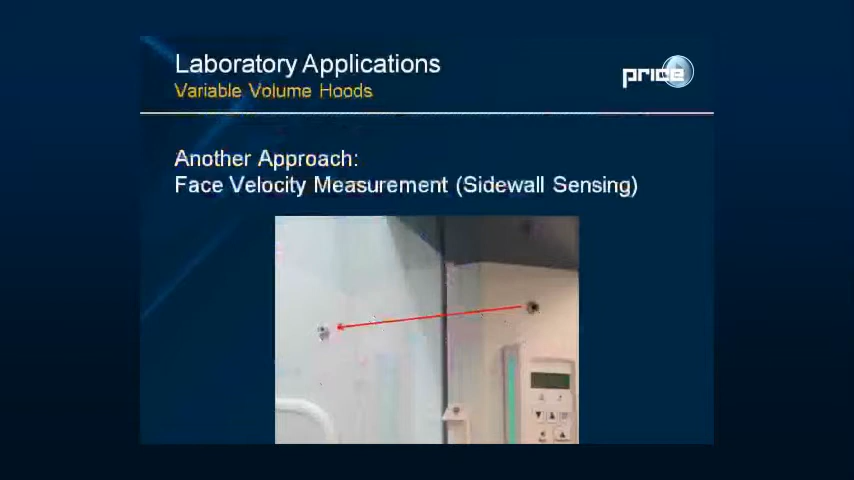 Laboratory Applications
Variable Volume Hoods
price
Another Approach:
Face Velocity Measurement (Sidewall Sensing)